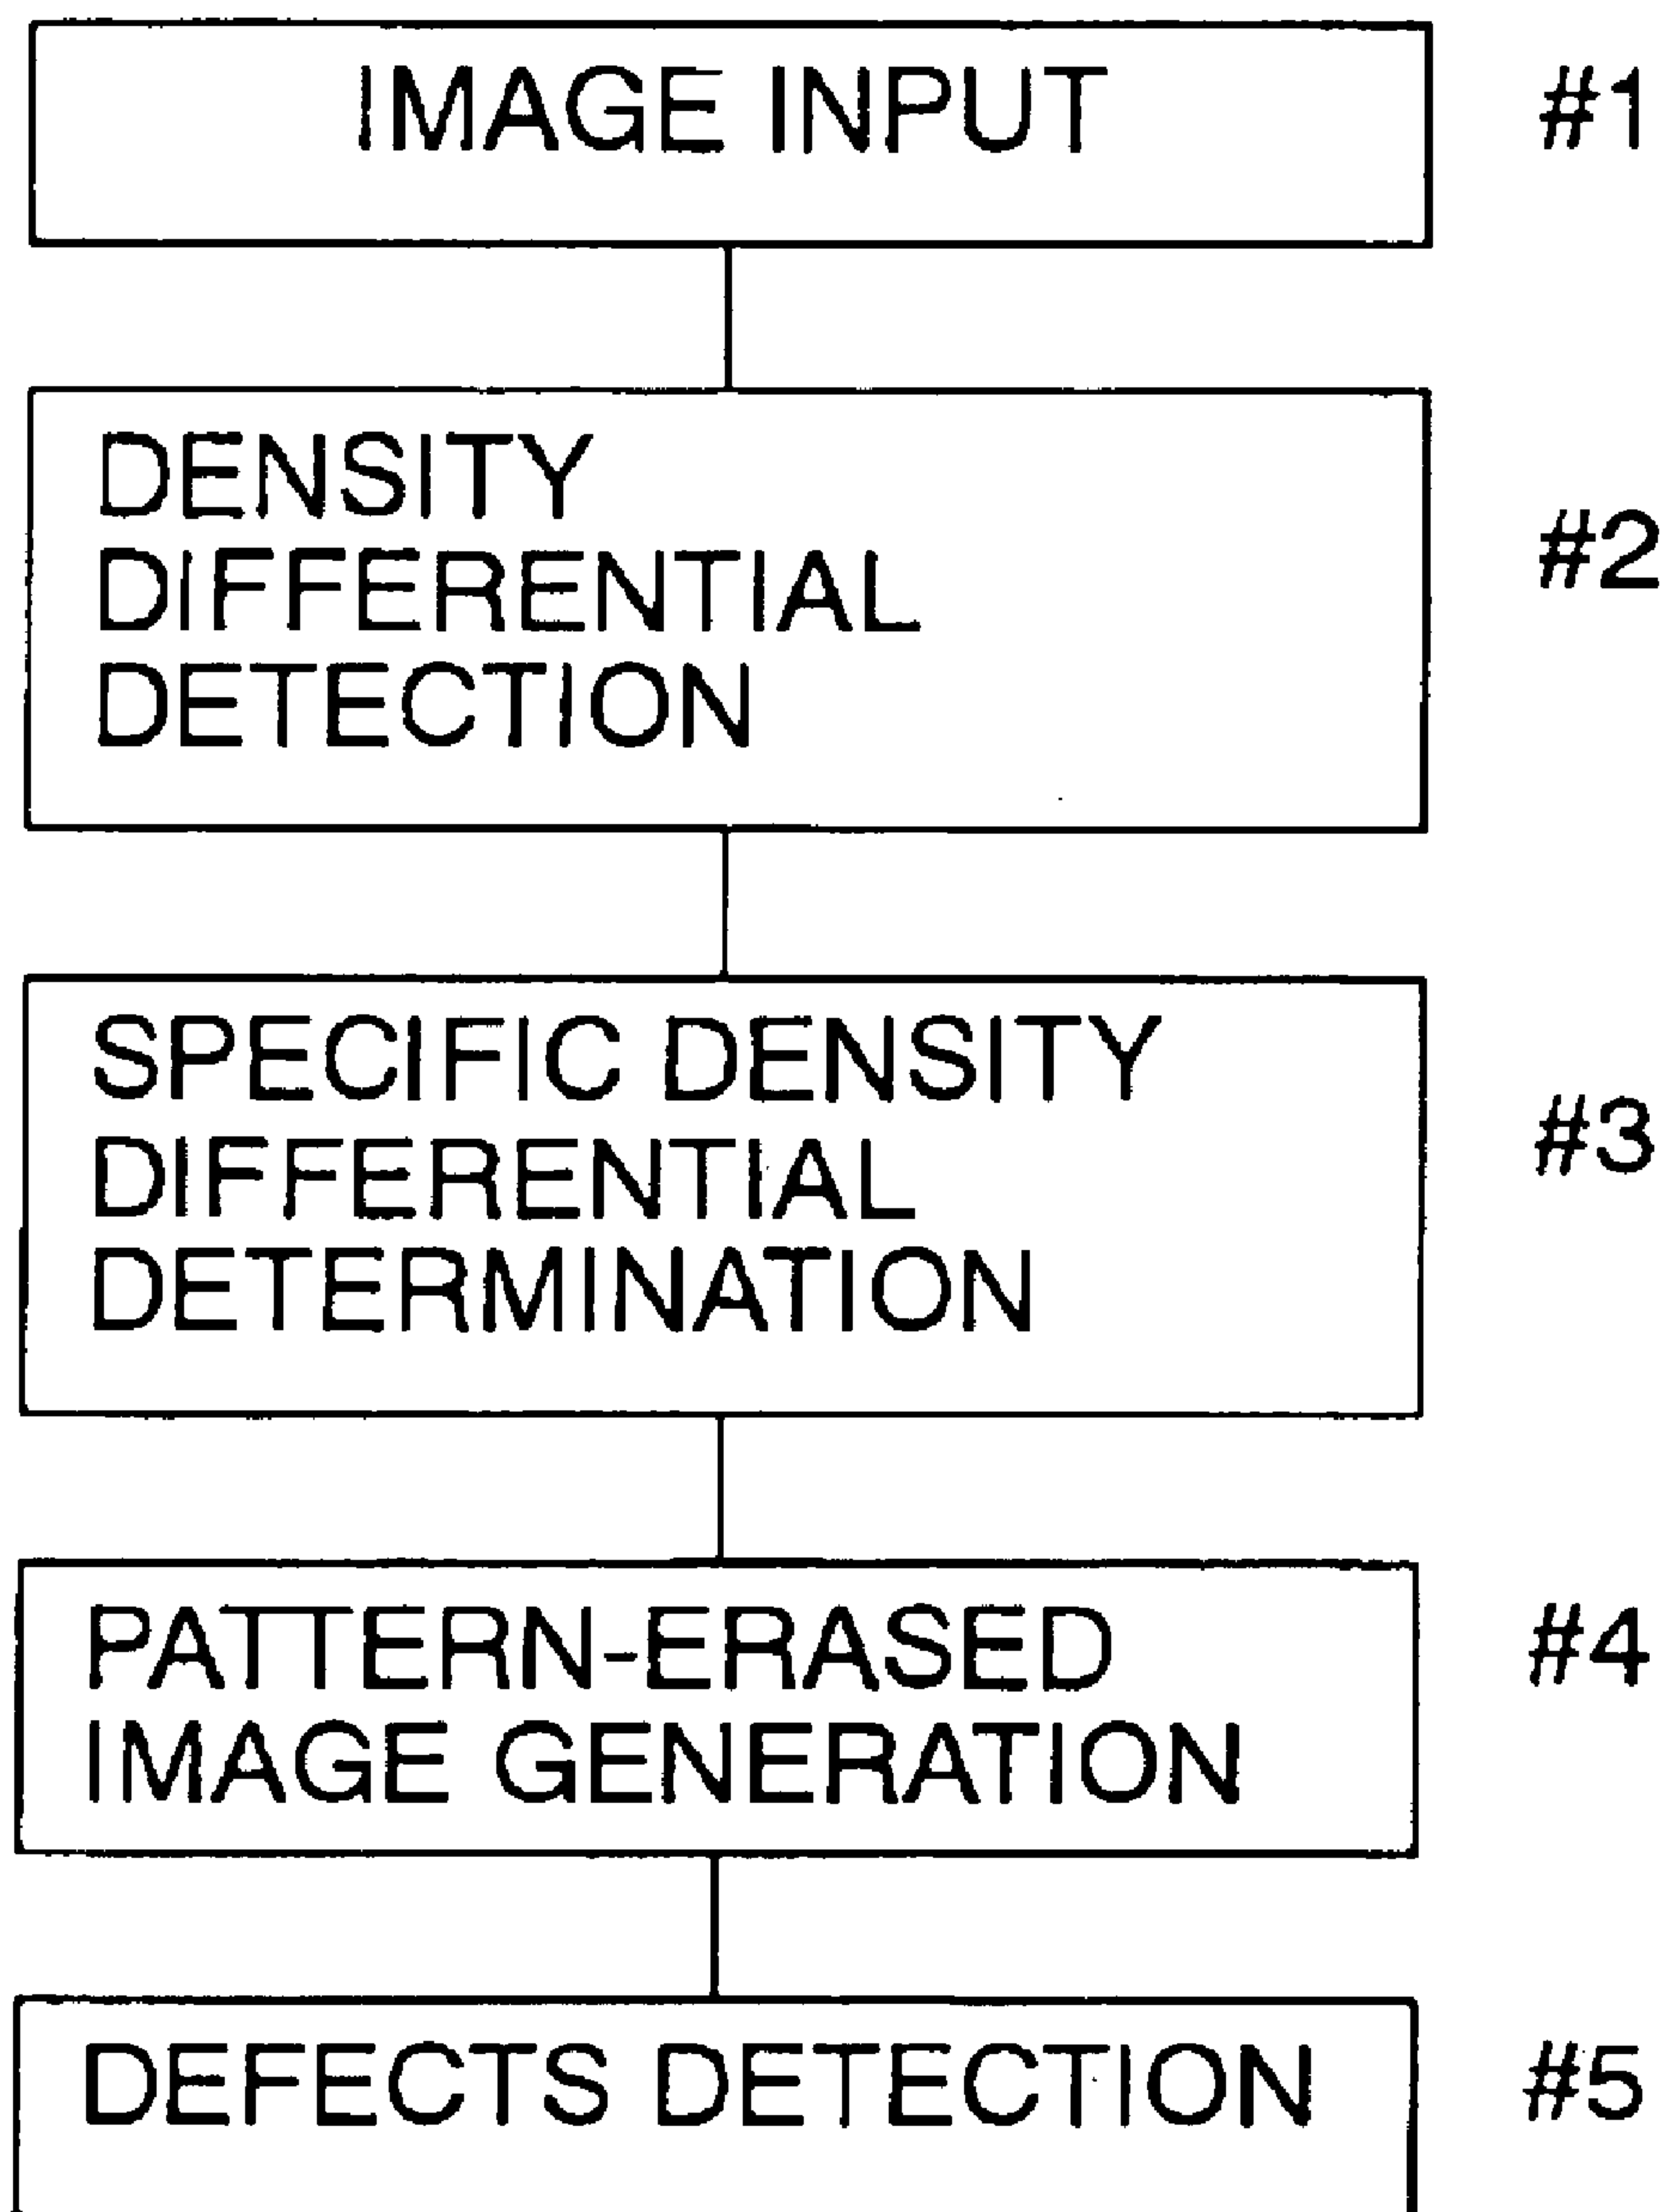 IMAGE INPUT #1
DENSITY
DIFFERENTIAL #2
DETECTION
SPECIFIC DENSITY
DIFFERENTIAL #3
DETERMINATION
PATTERN-ERASED #4
IMAGE GENERATION
DEFECTS DETECTION #5